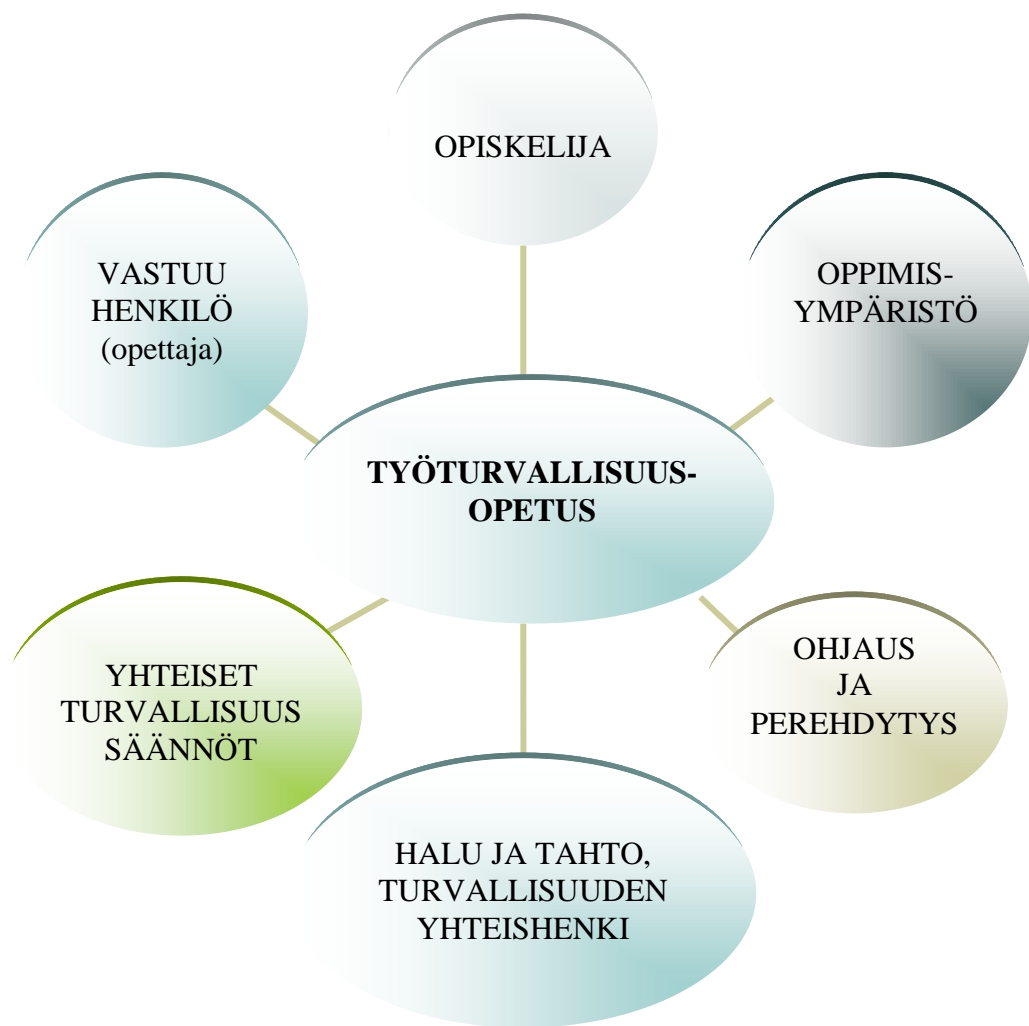 OPISKELIJA
VASTUU
HENKILÖ
(opettaja)
OPPIMIS-
YMPÄRISTÖ
TYÖTURVALLISUUS-
OPETUS
YHTEISET
TURVALLISUUS
SÄÄNNÖT
OHJAUS
JA
PEREHDYTYS
HALU JA TAHTO,
TURVALLISUUDEN
YHTEISHENKI